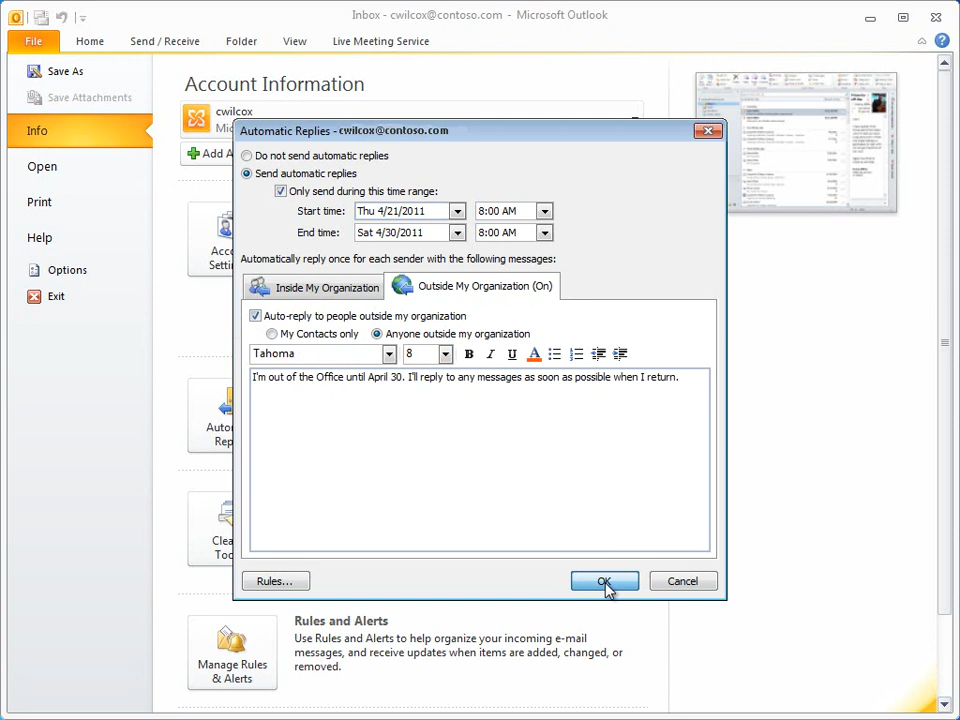 Inbox - cwilcox@contoso.com - Microsoft Outlook
File Home Send / Receive Folder View Live Meeting Service
Save As
Save Attachments
Info
Open
Print
Help
Options
Exit
Account Information
cwilcox
Add A
Automatic Replies - cwilcox@contoso.com
Do not send automatic replies
Send automatic replies
Only send during this time range:
Start time: Thu 4/21/2011 8:00 AM
End time: Sat 4/30/2011 8:00 AM
Automatically reply once for each sender with the following messages:
Inside My Organization Outside My Organization (On)
Auto-reply to people outside my organization
My Contacts only Anyone outside my organization
Tahoma 8 B I U A
I'm out of the Office until April 30. I'll reply to any messages as soon as possible when I return.
Rules... OK Cancel
Rules and Alerts
Use Rules and Alerts to help organize your incoming e-mail
messages, and receive updates when items are added, changed, or
removed.
Manage Rules
& Alerts